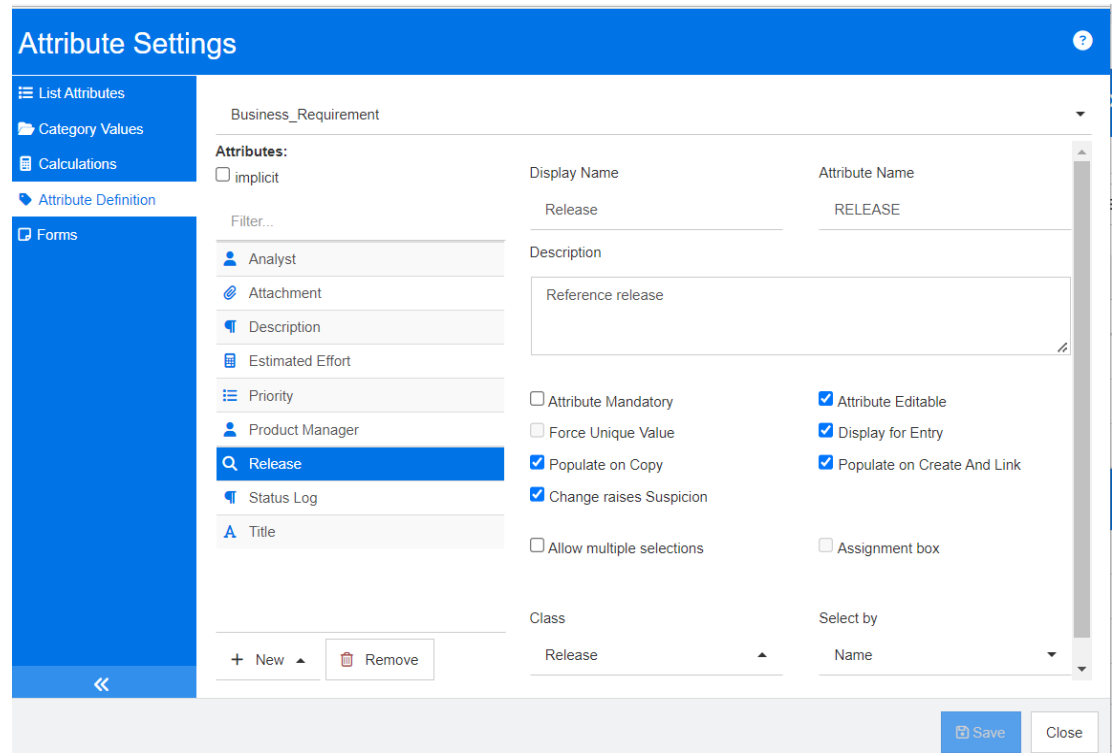 Attribute Settings
?
List Attributes
Category Values
Calculations
Attribute Definition
Forms
Business_Requirement
Attributes:
implicit
Filter...
Analyst
Attachment
Description
Estimated Effort
Priority
Product Manager
Release
Status Log
A Title
+ New
Remove
Display Name
Attribute Name
Release
RELEASE
Description
Reference release
Attribute Mandatory
Attribute Editable
Force Unique Value
Display for Entry
Populate on Copy
Populate on Create And Link
Change raises Suspicion
Allow multiple selections
Assignment box
Class
Select by
Release
Name
Save
Close